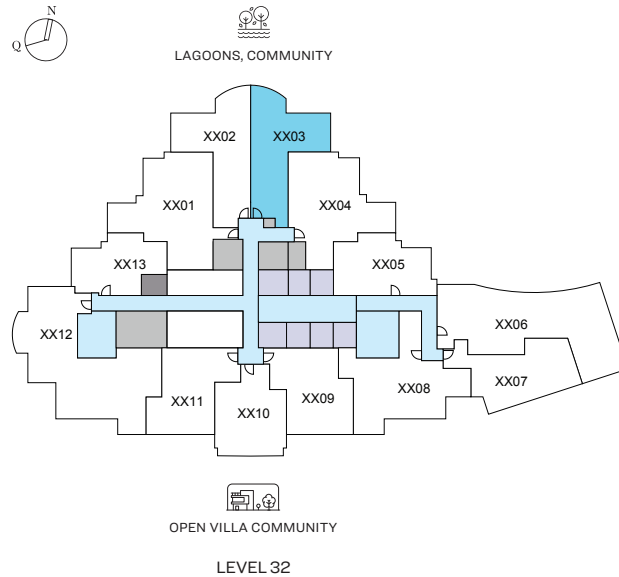 N
Q
LAGOONS, COMMUNITY
XX02
XX03
XX01
XX04
XX13
XX05
XX12
XX06
XX07
XX08
XX11
XX09
XX10
OPEN VILLA COMMUNITY
LEVEL 32